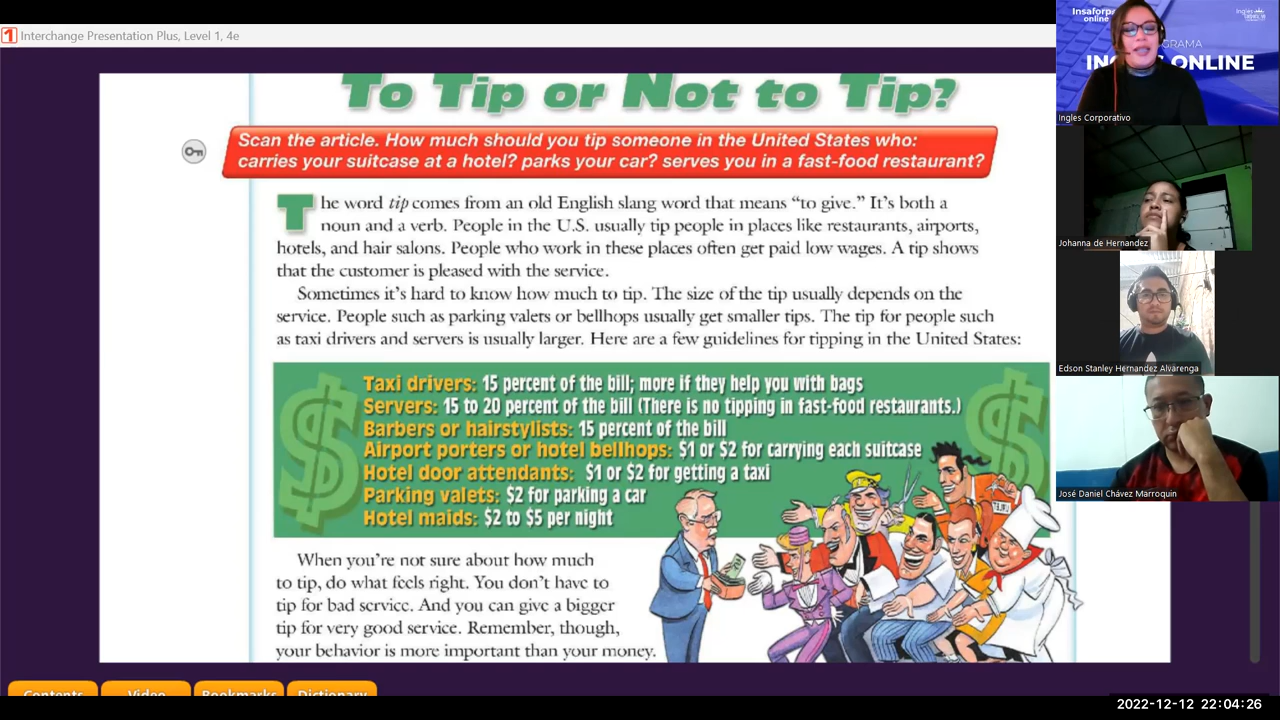 Interchange Presentation Plus, Level 1, 4e
To Tip or Not to Tip?
Scan the article. How much should you tip someone in the United States who:
carries your suitcase at a hotel? parks your car? serves you in a fast-food restaurant?
The word tip comes from an old English slang word that means “to give.” It’s both a
noun and a verb. People in the U.S. usually tip people in places like restaurants, airports,
hotels, and hair salons. People who work in these places often get paid low wages. A tip shows
that the customer is pleased with the service.
Sometimes it’s hard to know how much to tip. The size of the tip usually depends on the
service. People such as parking valets or bellhops usually get smaller tips. The tip for people such
as taxi drivers and servers is usually larger. Here are a few guidelines for tipping in the United States:
Taxi drivers: 15 percent of the bill; more if they help you with bags
Servers: 15 to 20 percent of the bill (There is no tipping in fast-food restaurants.)
Barbers or hairstylists: 15 percent of the bill
Airport porters or hotel bellhops: $1 or $2 for carrying each suitcase
Hotel door attendants: $1 or $2 for getting a taxi
Parking valets: $2 for parking a car
Hotel maids: $2 to $5 per night
When you’re not sure about how much
to tip, do what feels right. You don’t have to
tip for bad service. And you can give a bigger
tip for very good service. Remember, though,
your behavior is more important than your money.
Contents
Video
Bookmarks
Dictionary
online
ONLINE
Ingles Corporativo
Johanna de Hernandez
Edson Stanley Hernandez Alvarenga
José Daniel Chávez Marroquin
2022-12-12 22:04:26